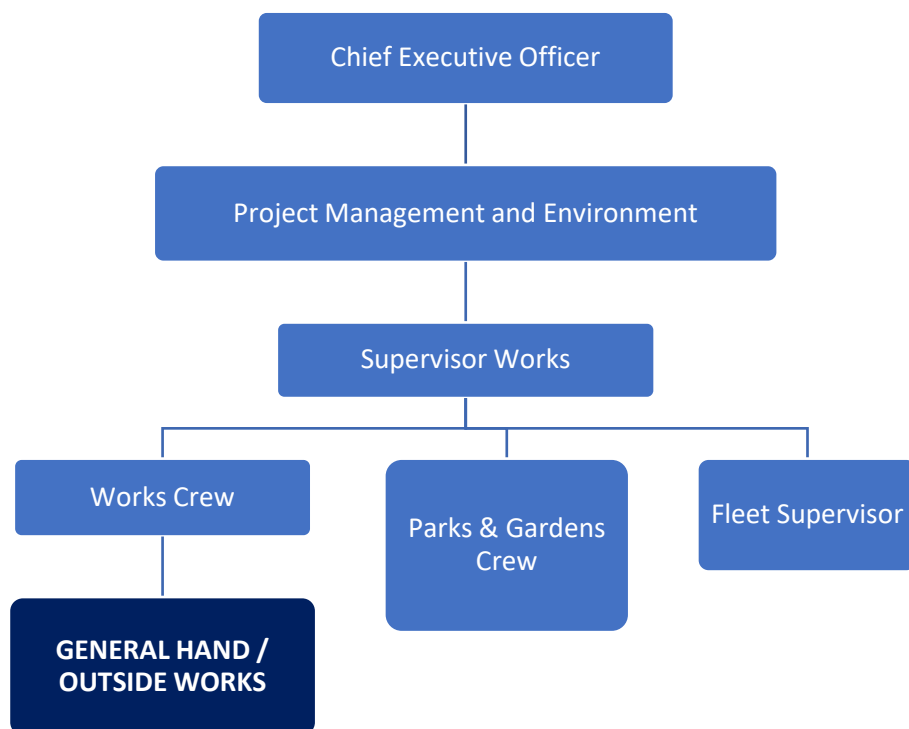 Chief Executive Officer
Project Management and Environment
Supervisor Works
Works Crew
Parks & Gardens
Crew
Fleet Supervisor
GENERAL HAND /
OUTSIDE WORKS